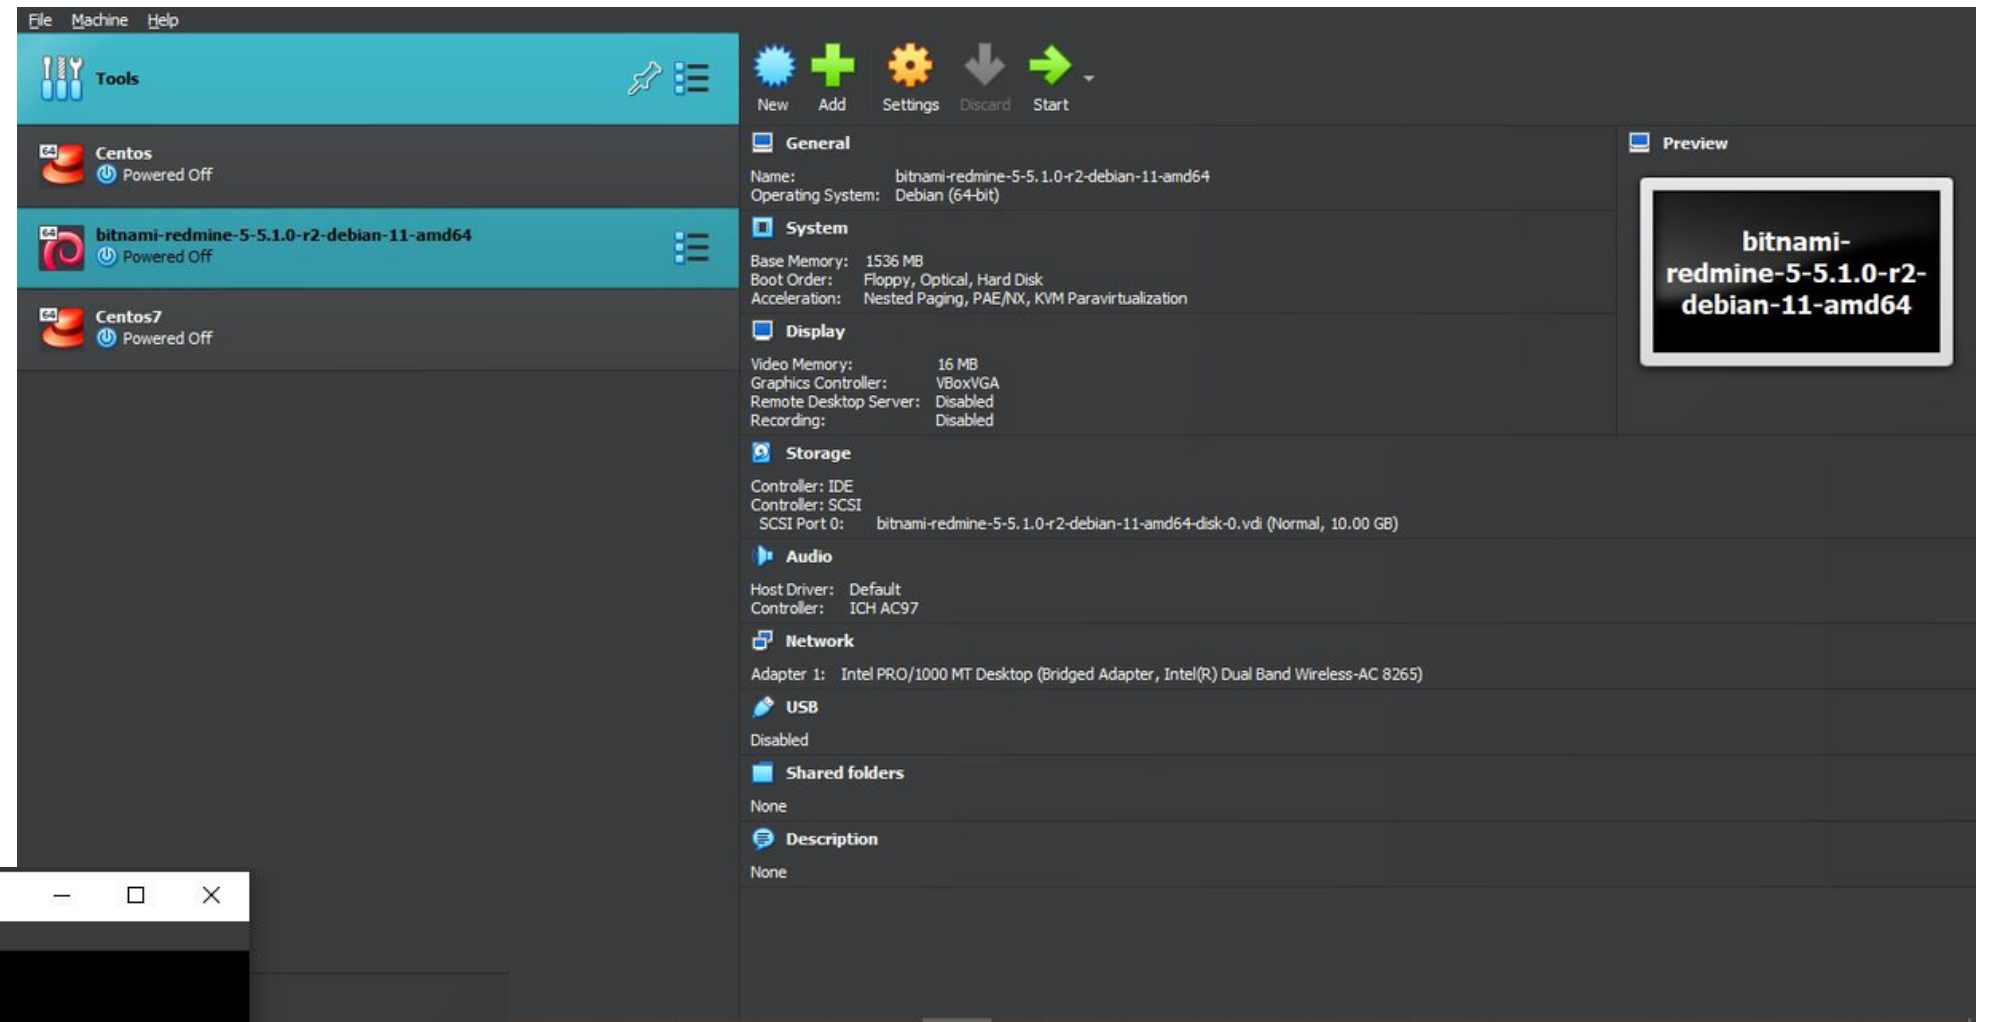 File Machine Help
Tools
64 Centos
Powered Off
64 bitnami-redmine-5-5.1.0-r2-debian-11-amd64
Powered Off
64 Centos7
Powered Off
New Add Settings Discard Start
General
Name: bitnami-redmine-5-5.1.0-r2-debian-11-amd64
Operating System: Debian (64-bit)
System
Base Memory: 1536 MB
Boot Order: Floppy, Optical, Hard Disk
Acceleration: Nested Paging, PAE/NX, KVM Paravirtualization
Display
Video Memory: 16 MB
Graphics Controller: VBoxVGA
Remote Desktop Server: Disabled
Recording: Disabled
Storage
Controller: IDE
Controller: SCSI
SCSI Port 0: bitnami-redmine-5-5.1.0-r2-debian-11-amd64-disk-0.vdi (Normal, 10.00 GB)
Audio
Host Driver: Default
Controller: ICH AC97
Network
Adapter 1: Intel PRO/1000 MT Desktop (Bridged Adapter, Intel(R) Dual Band Wireless-AC 8265)
USB
Disabled
Shared folders
None
Description
None
Preview
bitnami-
redmine-5-5.1.0-r2-
debian-11-amd64